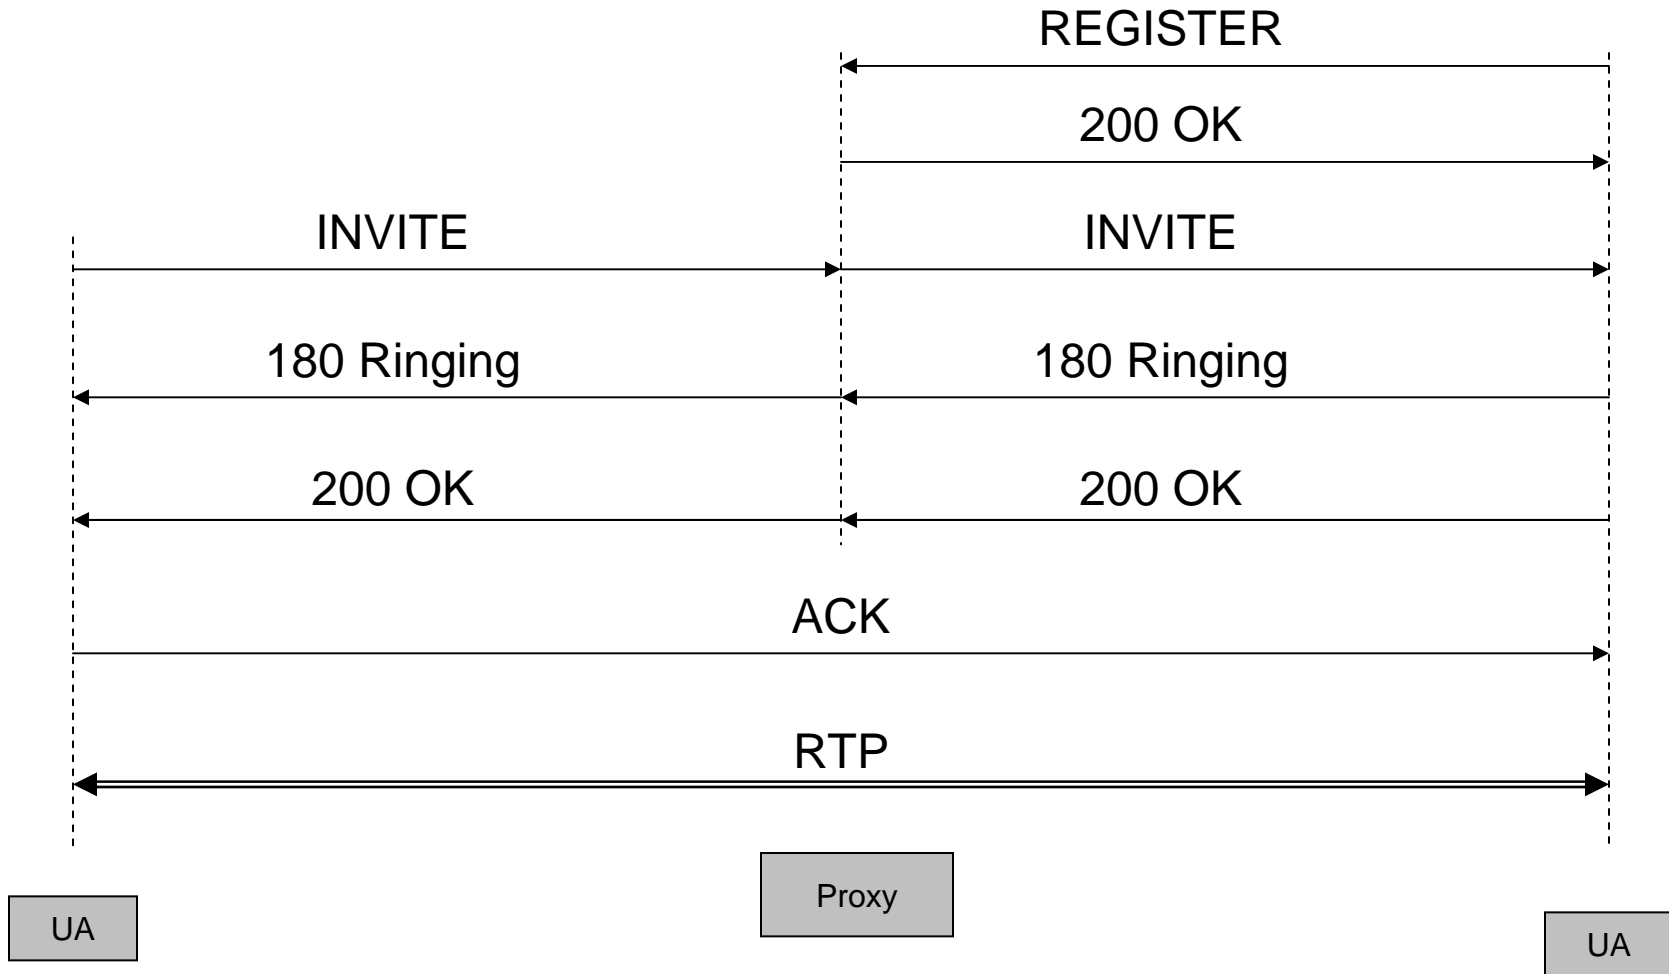 REGISTER
200 OK
INVITE
INVITE
180 Ringing
180 Ringing
200 OK
200 OK
ACK
RTP
Proxy
UA
UA